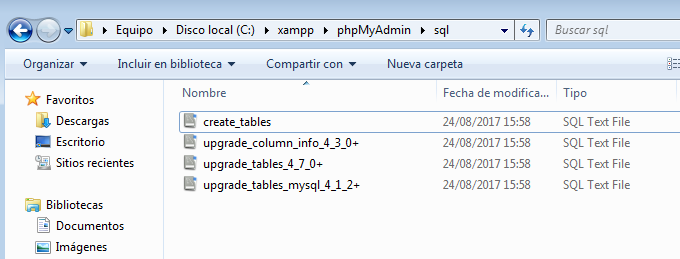 Equipo Disco local (C:) xampp phpMyAdmin sql Buscar sql
Organizar Incluir en biblioteca Compartir con Nueva carpeta
Favoritos
Descargas
Escritorio
Sitios recientes
Bibliotecas
Documentos
Imágenes
Nombre Fecha de modifica... Tipo
create_tables 24/08/2017 15:58 SQL Text File
upgrade_column_info_4_3_0+ 24/08/2017 15:58 SQL Text File
upgrade_tables_4_7_0+ 24/08/2017 15:58 SQL Text File
upgrade_tables_mysql_4_1_2+ 24/08/2017 15:58 SQL Text File